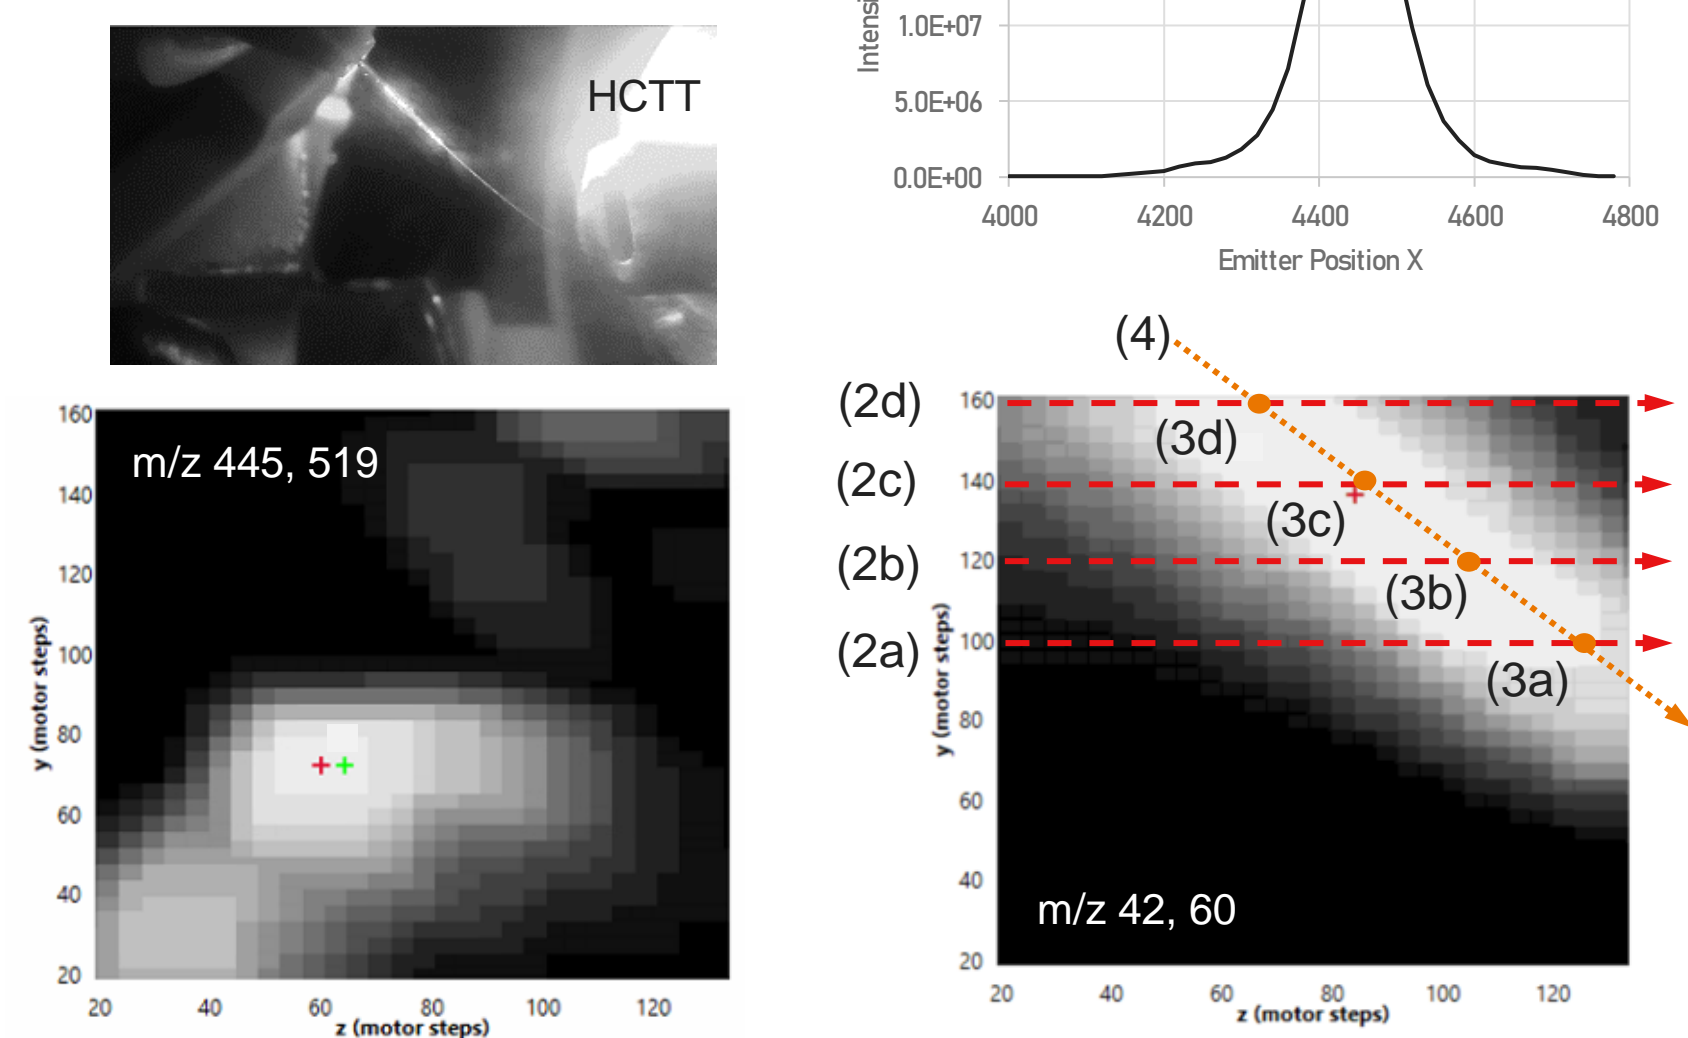 HCTT
Intensi
1.0E+07
5.0E+06
0.0E+00
4000 4200 4400 4600 4800
Emitter Position X
m/z 445, 519
160
140
120
100
80
60
40
20
y (motor steps)
20 40 60 80 100 120
z (motor steps)
(4)
(2d)
(2c)
(2b)
(2a)
(3d)
(3c)
(3b)
(3a)
160
140
120
100
80
60
40
20
y (motor steps)
m/z 42, 60
20 40 60 80 100 120
z (motor steps)